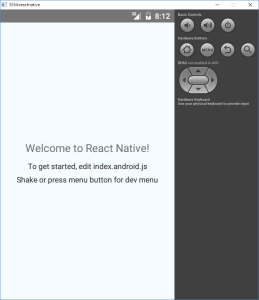 5554:reactnative
8:12
Welcome to React Native!
To get started, edit index.android.js
Shake or press menu button for dev menu
Basic Controls
Hardware Buttons
MENU
DPAD not enabled in AVD
Hardware Keyboard
Use your physical keyboard to provide input